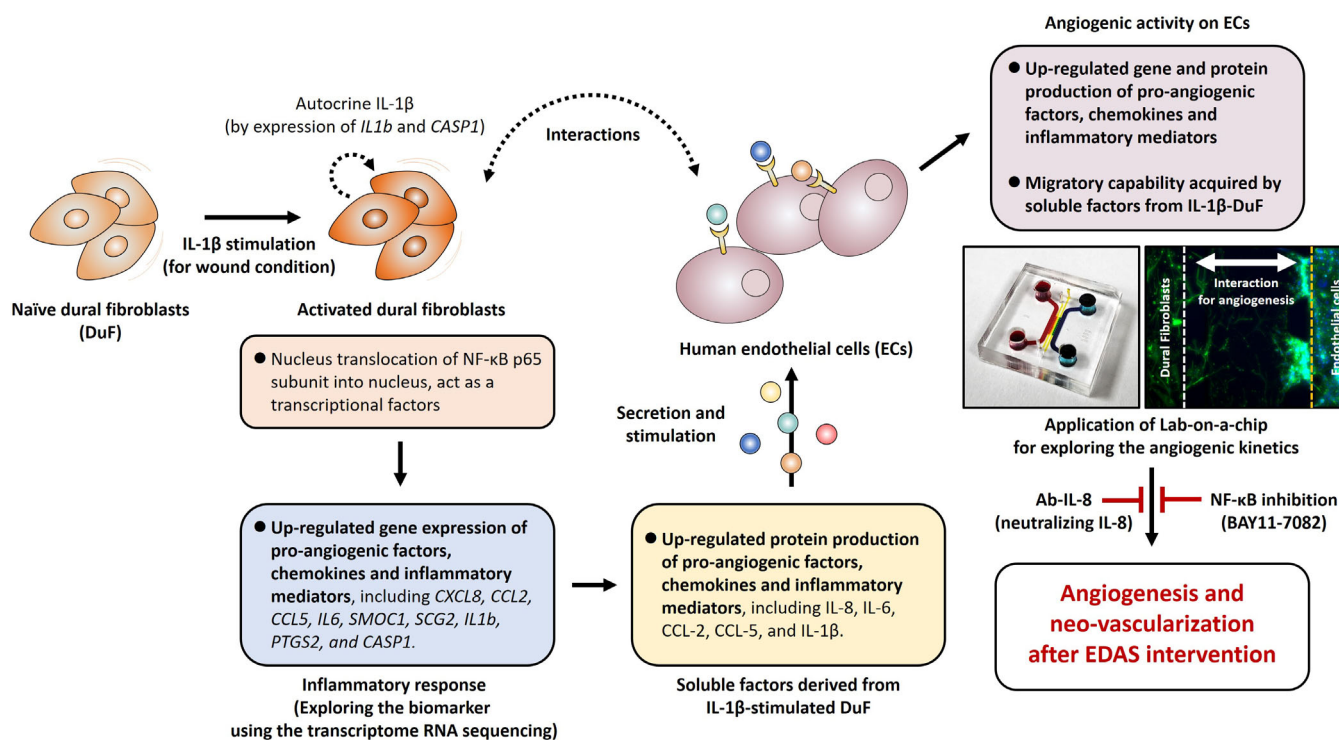 Autocrine IL-1β
(by expression of IL1b and CASP1)
IL-1β stimulation
(for wound condition)
Naïve dural fibroblasts
(DuF)
Activated dural fibroblasts
Interactions
● Nucleus translocation of NF-κB p65
subunit into nucleus, act as a
transcriptional factors
● Up-regulated gene expression of
pro-angiogenic factors,
chemokines and inflammatory
mediators, including CXCL8, CCL2,
CCL5, IL6, SMOC1, SCG2, IL1b,
PTGS2, and CASP1.
Inflammatory response
(Exploring the biomarker
using the transcriptome RNA sequencing)
● Up-regulated protein production
of pro-angiogenic factors,
chemokines and inflammatory
mediators, including IL-8, IL-6,
CCL-2, CCL-5, and IL-1β.
Soluble factors derived from
IL-1β-stimulated DuF
Secretion and
stimulation
Human endothelial cells (ECs)
Angiogenic activity on ECs
● Up-regulated gene and protein
production of pro-angiogenic
factors, chemokines and
inflammatory mediators
● Migratory capability acquired by
soluble factors from IL-1β-DuF
Dural Fibroblasts
Interaction
for angiogenesis
Endothelial cells
Application of Lab-on-a-chip
for exploring the angiogenic kinetics
Ab-IL-8
(neutralizing IL-8)
NF-κB inhibition
(BAY11-7082)
Angiogenesis and
neo-vascularization
after EDAS intervention